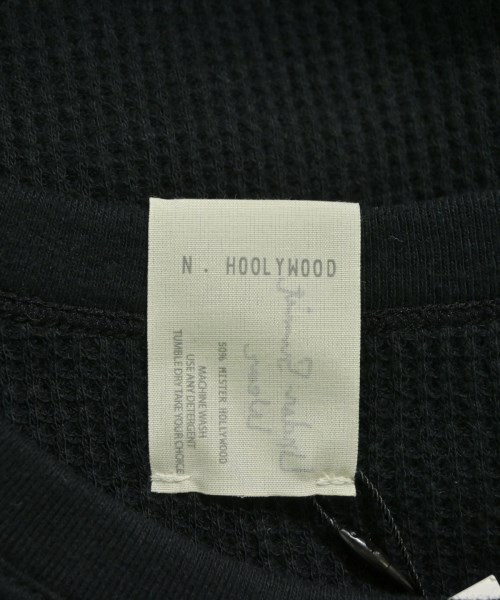 N. HOOLYWOOD
50% MISTER HOLLYWOOD
MACHINE WASH
USE ANY DETERGENT
TUMBLE DRY TAKE YOUR CHOICE